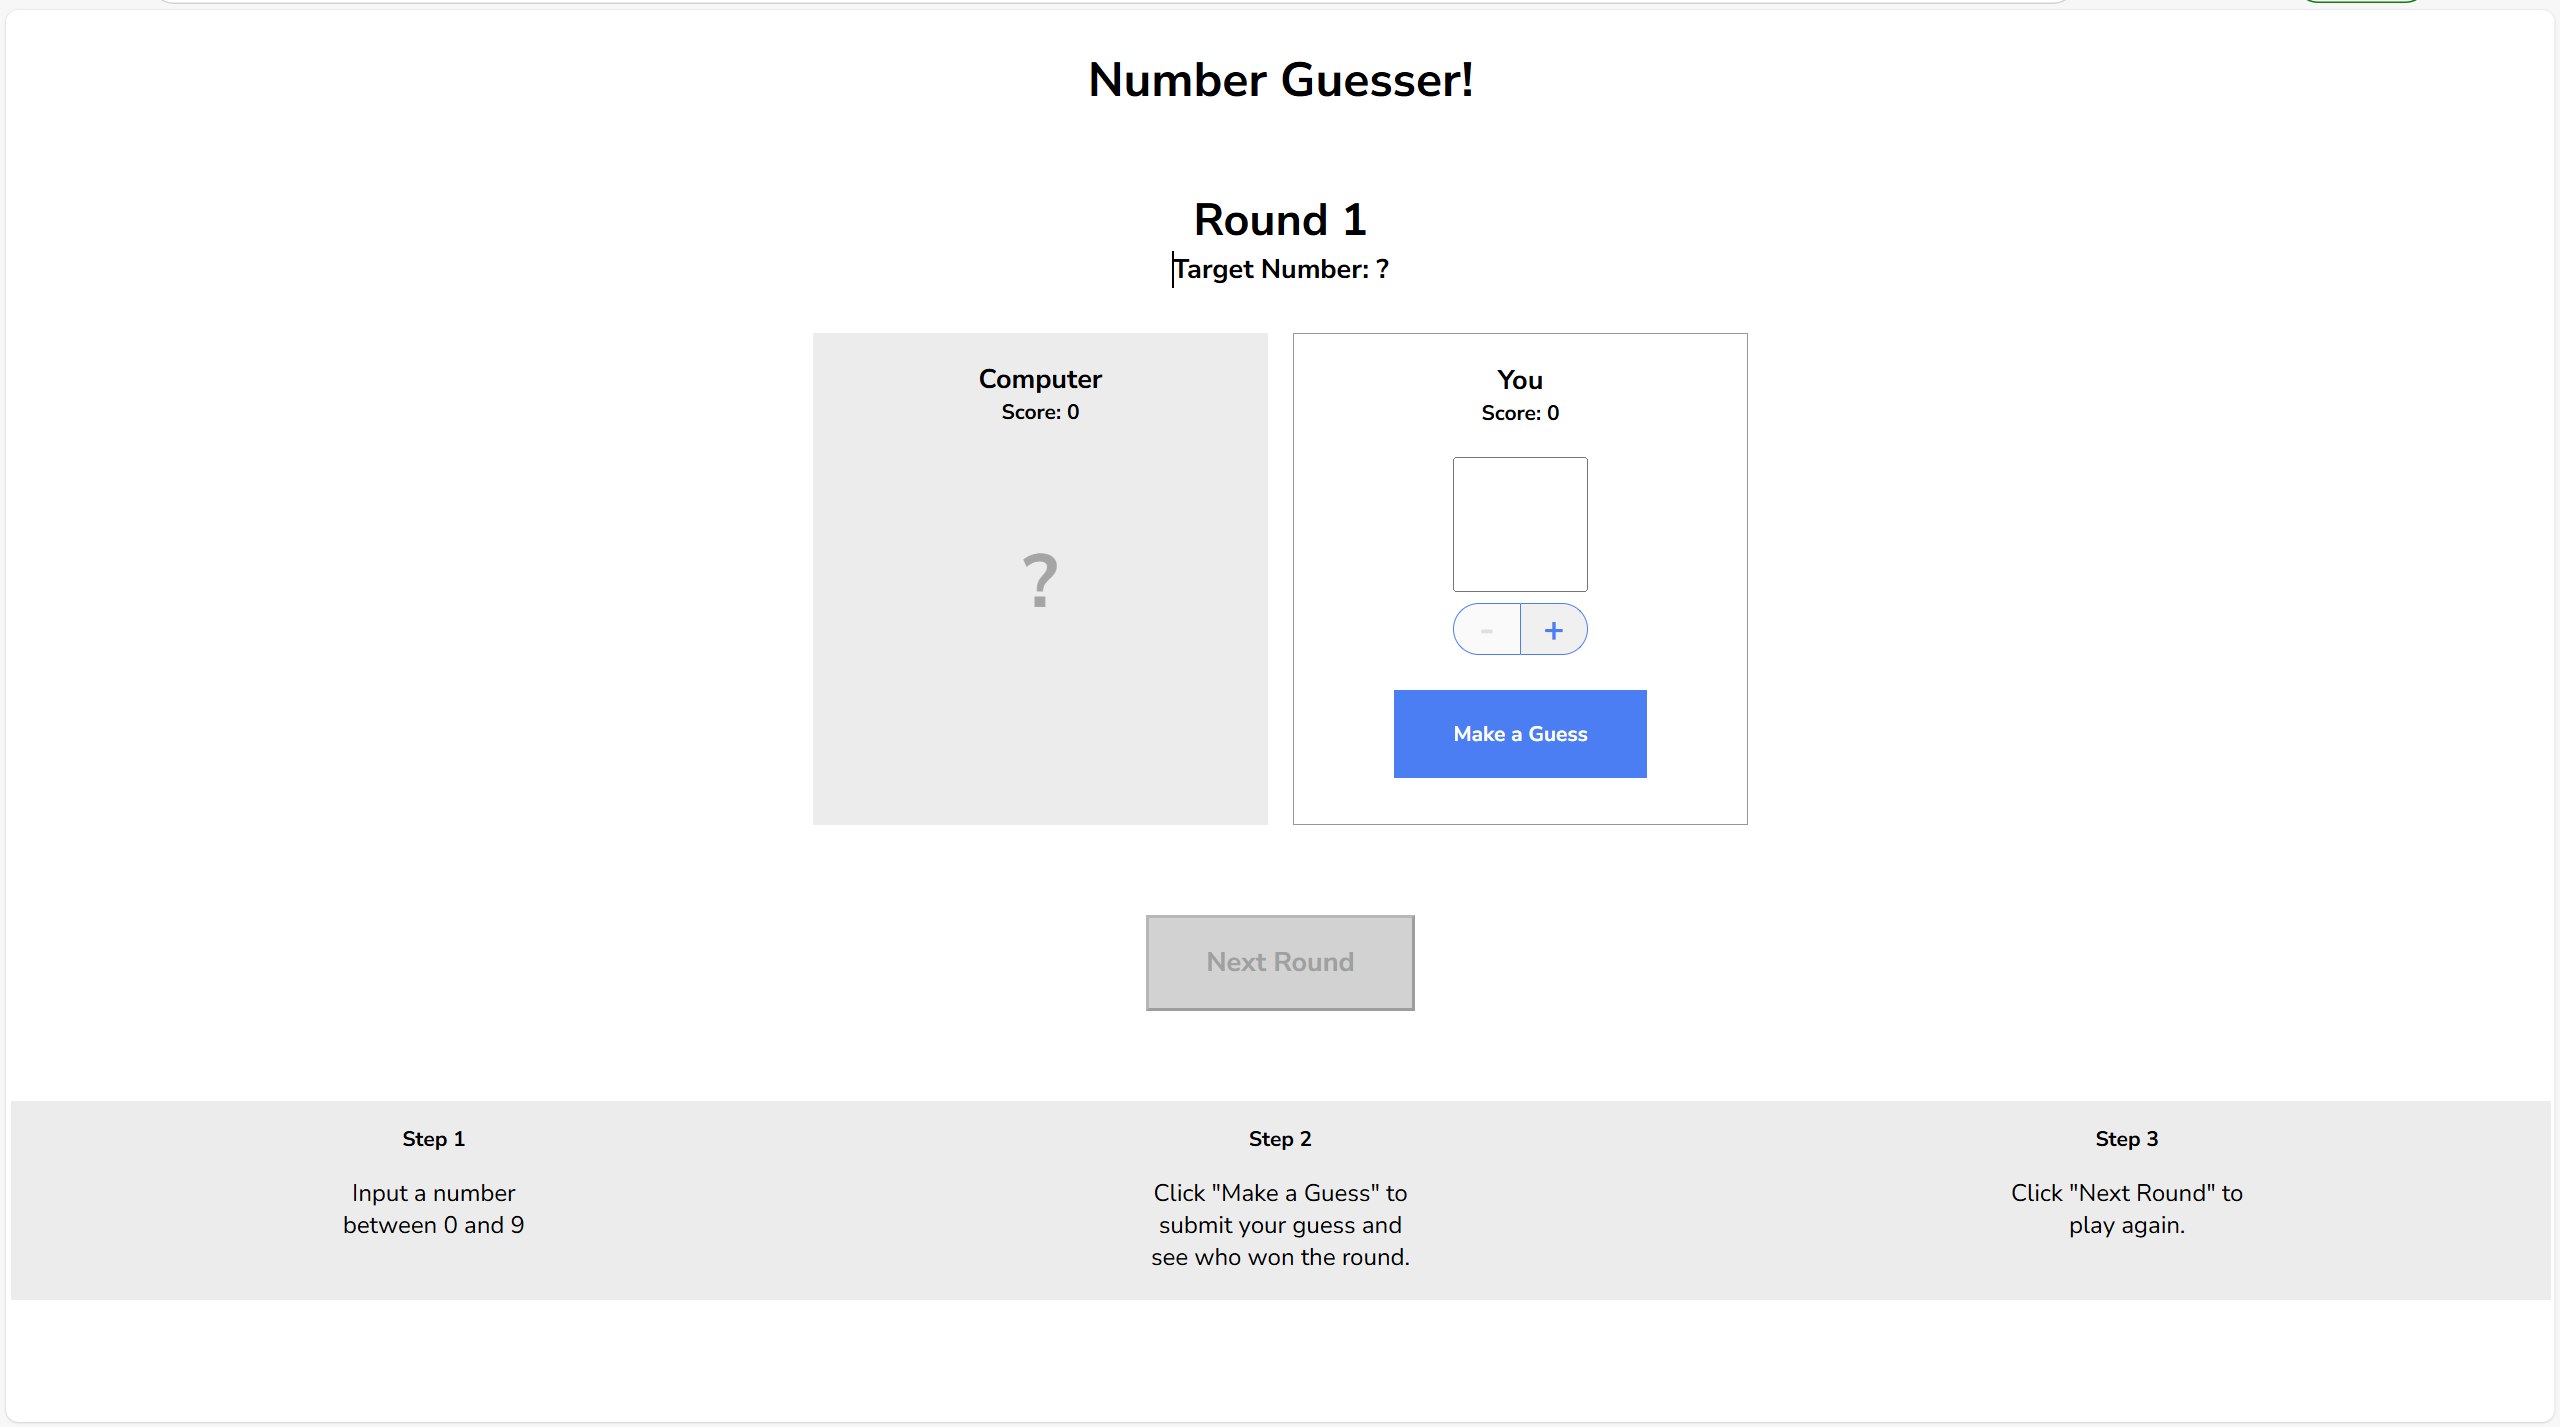 Number Guesser!
Round 1
Target Number: ?
Computer
Score: 0
?
You
Score: 0
- +
Make a Guess
Next Round
Step 1
Input a number
between 0 and 9
Step 2
Click "Make a Guess" to
submit your guess and
see who won the round.
Step 3
Click "Next Round" to
play again.